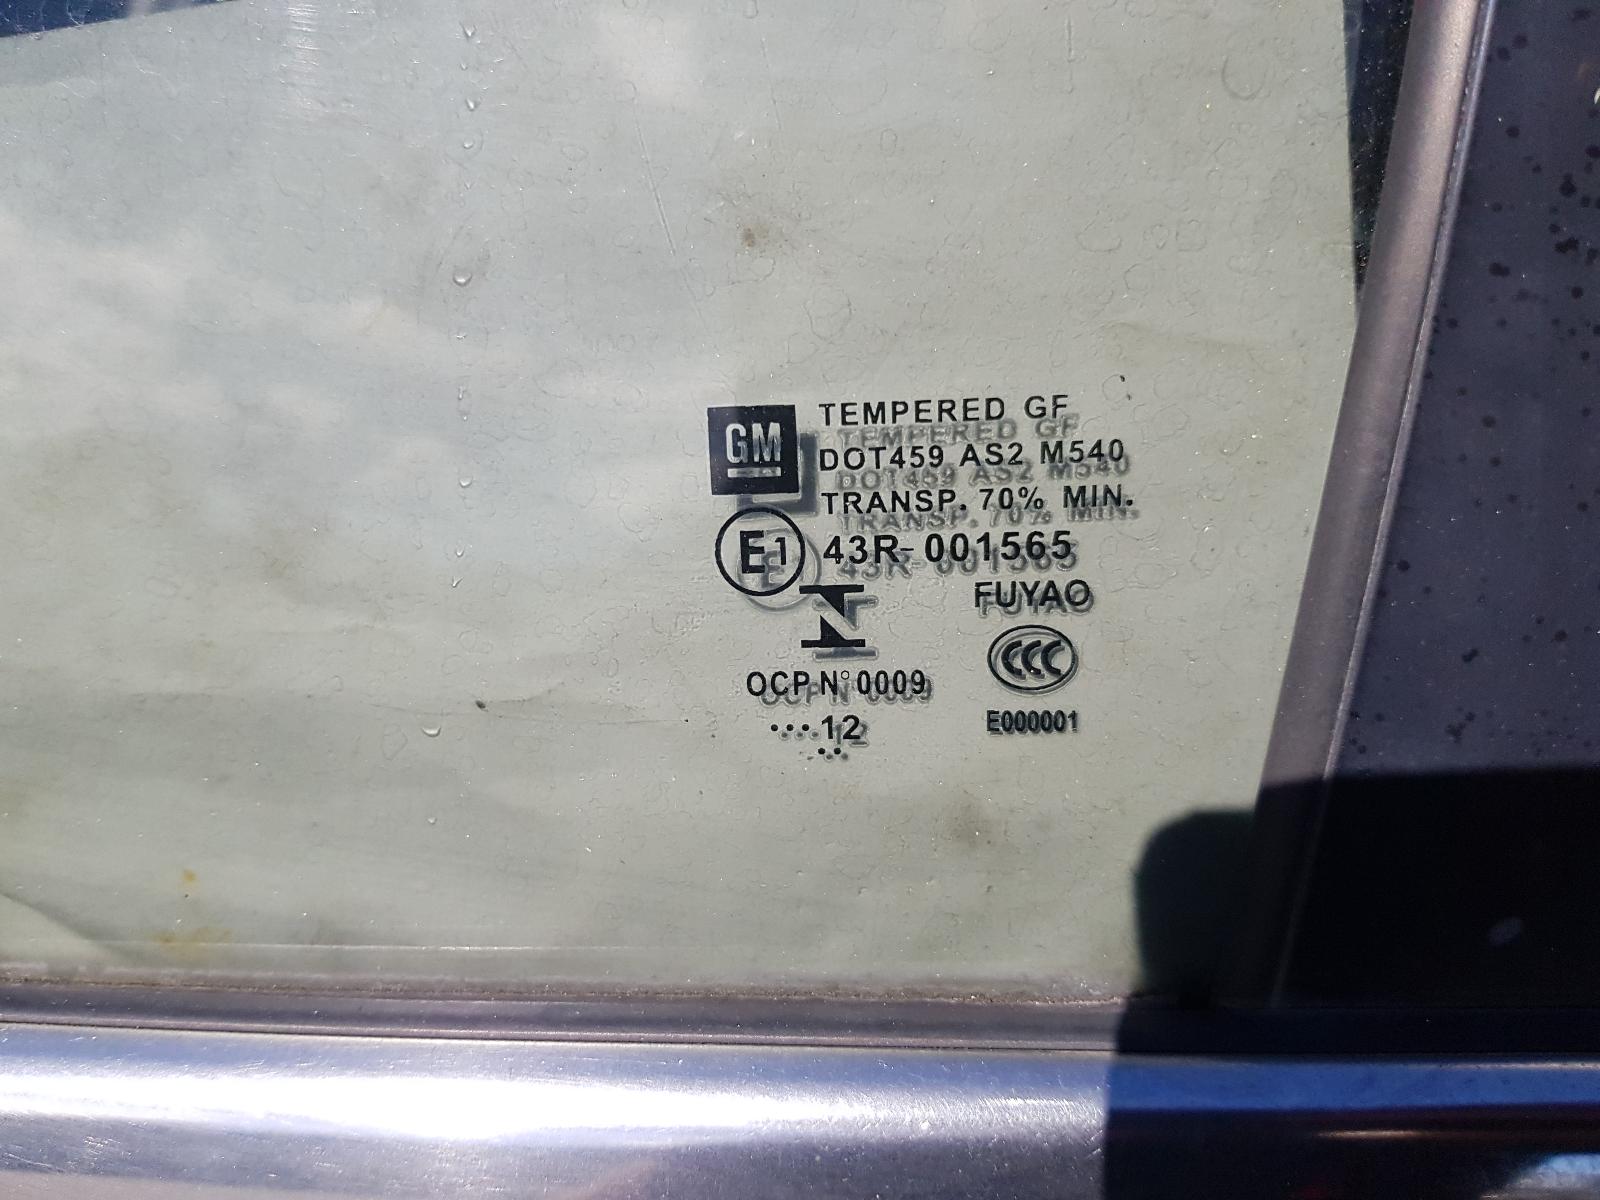 GM
TEMPERED GF
DOT459 AS2 M540
TRANSP. 70% MIN.
E1 43R-001565
FUYAO
CCC
OCP N° 0009
....12
..
E000001